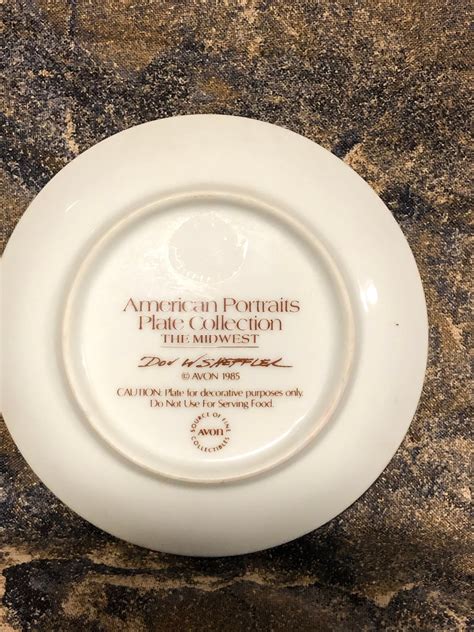 American Portraits
Plate Collection
THE MIDWEST
DON W SHEFFLER
© AVON 1985
CAUTION: Plate for decorative purposes only.
Do Not Use For Serving Food.
SOURCE OF FINE
AVON
COLLECTIBLES